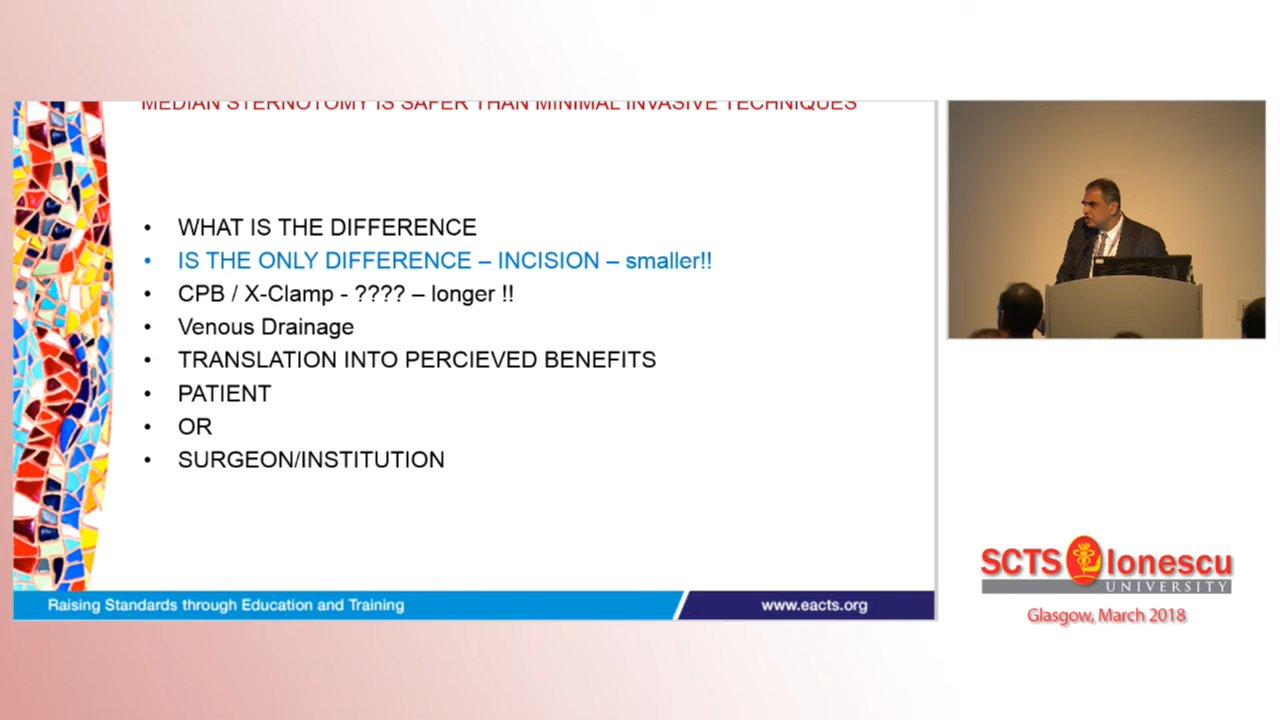 MEDIAN STERNOTOMY IS SAFER THAN MINIMAL INVASIVE TECHNIQUES
• WHAT IS THE DIFFERENCE
• IS THE ONLY DIFFERENCE – INCISION – smaller!!
• CPB / X-Clamp - ???? – longer !!
• Venous Drainage
• TRANSLATION INTO PERCIEVED BENEFITS
• PATIENT
• OR
• SURGEON/INSTITUTION
Raising Standards through Education and Training
www.eacts.org
SCTS Ionescu
UNIVERSITY
Glasgow, March 2018